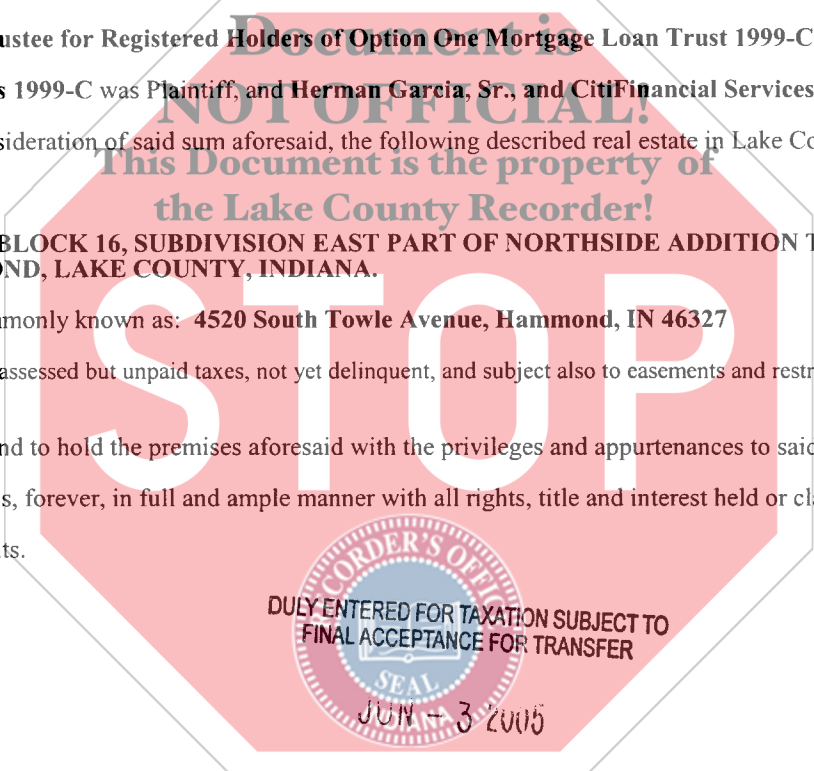 Document is
ustee for Registered Holders of Option One Mortgage Loan Trust 1999-C
s 1999-C was Plaintiff, and Herman Garcia, Sr., and CitiFinancial Services
NOT OFFICIAL!
sideration of said sum aforesaid, the following described real estate in Lake Co
This Document is the property of
the Lake County Recorder!
BLOCK 16, SUBDIVISION EAST PART OF NORTHSIDE ADDITION T
OND, LAKE COUNTY, INDIANA.
mmonly known as: 4520 South Towle Avenue, Hammond, IN 46327
assessed but unpaid taxes, not yet delinquent, and subject also to easements and restr
STOP
nd to hold the premises aforesaid with the privileges and appurtenances to said
s, forever, in full and ample manner with all rights, title and interest held or cl
ts.
RECORDER'S OFFICE
DULY ENTERED FOR TAXATION SUBJECT TO
FINAL ACCEPTANCE FOR TRANSFER
SEAL
INDIANA
JUN - 3 2005